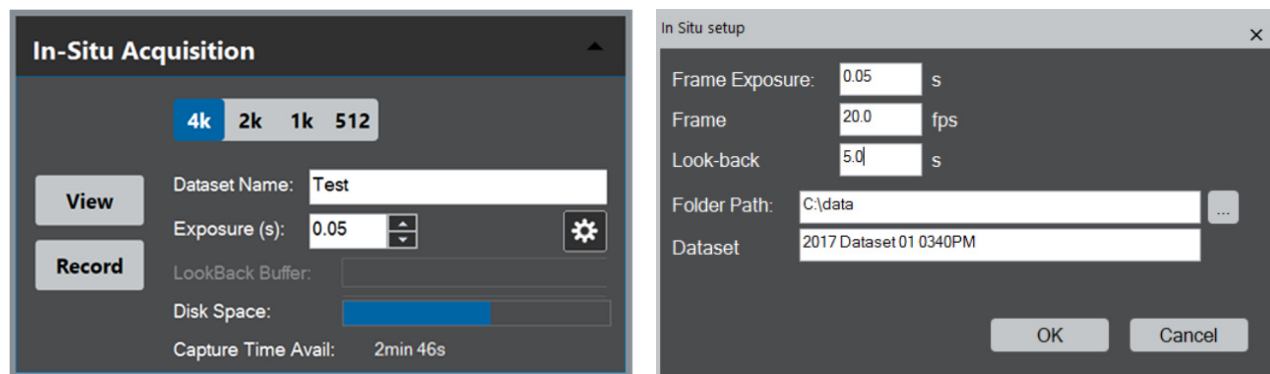 In-Situ Acquisition
4k 2k 1k 512
View
Record
Dataset Name: Test
Exposure (s): 0.05
LookBack Buffer:
Disk Space:
Capture Time Avail: 2min 46s
In Situ setup
Frame Exposure: 0.05 s
Frame 20.0 fps
Look-back 5.0 s
Folder Path: C:\data ...
Dataset 2017 Dataset 01 0340PM
OK Cancel